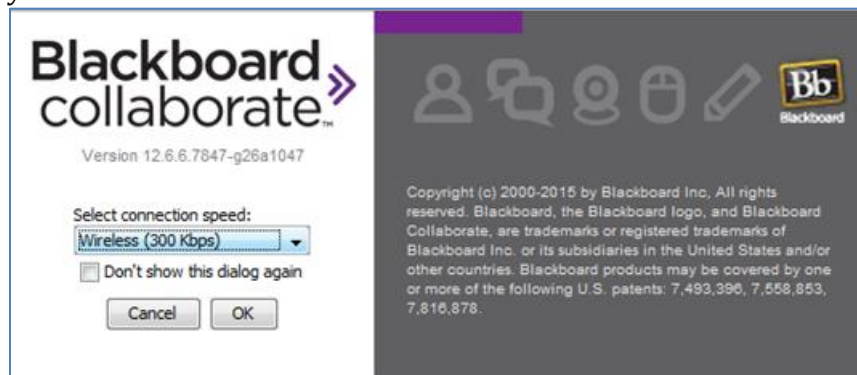 y
Blackboard
collaborate™
Version 12.6.6.7847-g26a1047
Select connection speed:
Wireless (300 Kbps)
Don't show this dialog again
Cancel OK
Bb
Blackboard
Copyright (c) 2000-2015 by Blackboard Inc, All rights
reserved. Blackboard, the Blackboard logo, and Blackboard
Collaborate, are trademarks or registered trademarks of
Blackboard Inc. or its subsidiaries in the United States and/or
other countries. Blackboard products may be covered by one
or more of the following U.S. patents: 7,493,396, 7,558,853,
7,816,878.